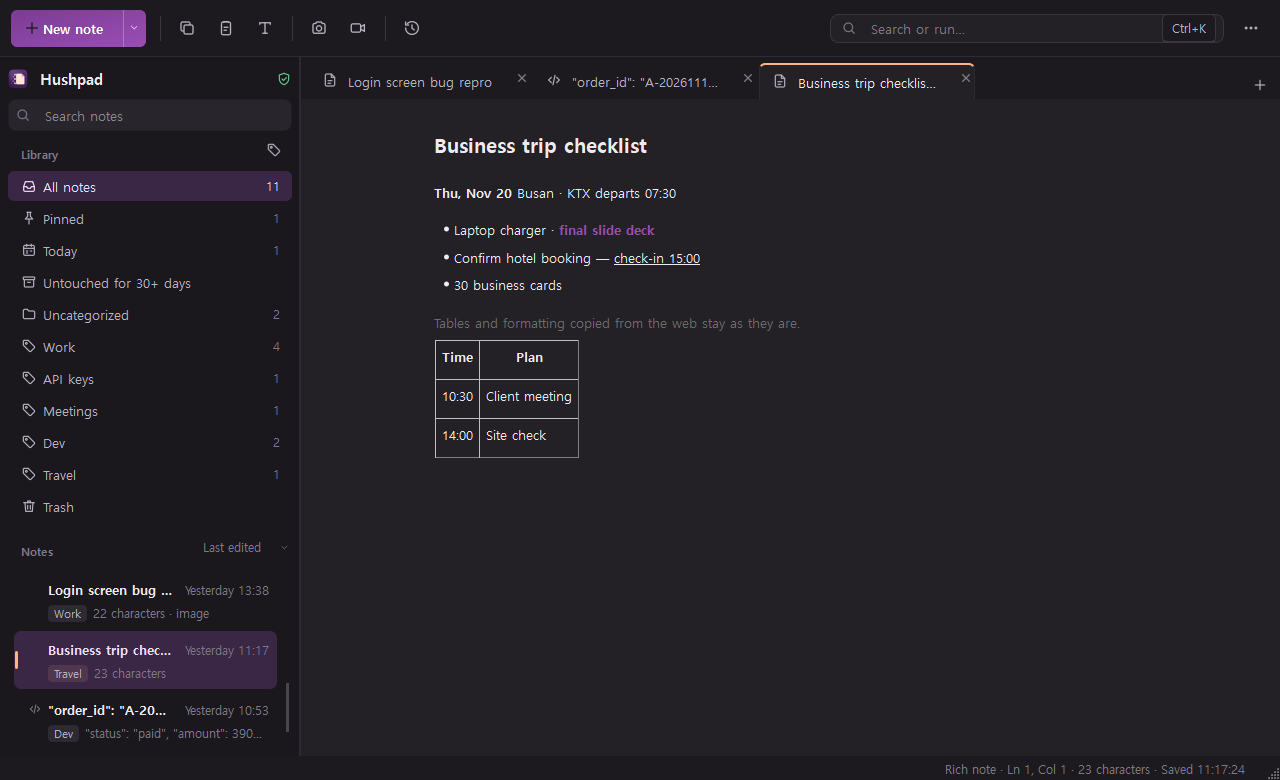 New note
Search or run...
Ctrl+K
Hushpad
Search notes
Library
All notes 11
Pinned 1
Today 1
Untouched for 30+ days
Uncategorized 2
Work 4
API keys 1
Meetings 1
Dev 2
Travel 1
Trash
Notes
Last edited
Login screen bug ... Yesterday 13:38
Work 22 characters · image
Business trip chec... Yesterday 11:17
Travel 23 characters
"order_id": "A-20... Yesterday 10:53
Dev "status": "paid", "amount": 390...
Login screen bug repro
"order_id": "A-2026111...
Business trip checklis...
Business trip checklist
Thu, Nov 20 Busan · KTX departs 07:30
• Laptop charger · final slide deck
• Confirm hotel booking — check-in 15:00
• 30 business cards
Tables and formatting copied from the web stay as they are.
Time Plan
10:30 Client meeting
14:00 Site check
Rich note · Ln 1, Col 1 · 23 characters · Saved 11:17:24